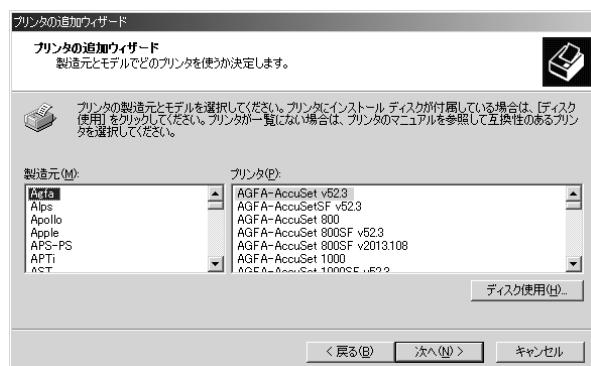 プリンタの追加ウィザード
プリンタの追加ウィザード
製造元とモデルでどのプリンタを使うか決定します。
プリンタの製造元とモデルを選択してください。プリンタにインストール ディスクが付属している場合は、[ディスク
使用] をクリックしてください。プリンタが一覧にない場合は、プリンタのマニュアルを参照して互換性のあるプリン
タを選択してください。
製造元(M):
Agfa
Alps
Apollo
Apple
APS-PS
APTi
AST
プリンタ(P):
AGFA-AccuSet v52.3
AGFA-AccuSetSF v52.3
AGFA-AccuSet 800
AGFA-AccuSet 800SF v52.3
AGFA-AccuSet 800SF v2013.108
AGFA-AccuSet 1000
AGFA-AccuSet 1000SF v52.3
ディスク使用(H)...
< 戻る(B)
次へ(N) >
キャンセル